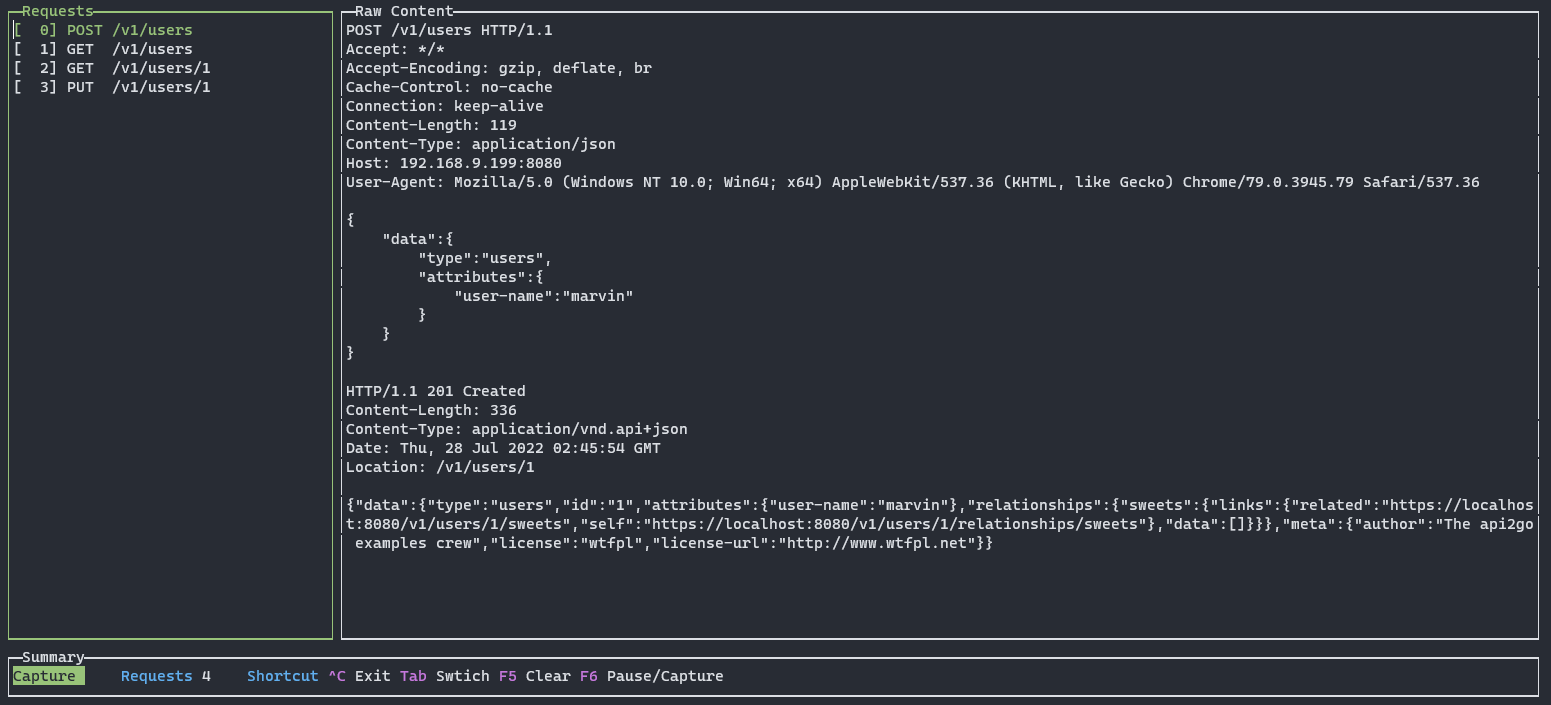 Requests
[  0] POST /v1/users
[  1] GET  /v1/users
[  2] GET  /v1/users/1
[  3] PUT  /v1/users/1
Raw Content
POST /v1/users HTTP/1.1
Accept: */*
Accept-Encoding: gzip, deflate, br
Cache-Control: no-cache
Connection: keep-alive
Content-Length: 119
Content-Type: application/json
Host: 192.168.9.199:8080
User-Agent: Mozilla/5.0 (Windows NT 10.0; Win64; x64) AppleWebKit/537.36 (KHTML, like Gecko) Chrome/79.0.3945.79 Safari/537.36
{
    "data":{
        "type":"users",
        "attributes":{
            "user-name":"marvin"
        }
    }
}
HTTP/1.1 201 Created
Content-Length: 336
Content-Type: application/vnd.api+json
Date: Thu, 28 Jul 2022 02:45:54 GMT
Location: /v1/users/1
{"data":{"type":"users","id":"1","attributes":{"user-name":"marvin"},"relationships":{"sweets":{"links":{"related":"https://localhos
t:8080/v1/users/1/sweets","self":"https://localhost:8080/v1/users/1/relationships/sweets"},"data":[]}}},"meta":{"author":"The api2go
 examples crew","license":"wtfpl","license-url":"http://www.wtfpl.net"}}
Summary
Capture    Requests 4    Shortcut ^C Exit Tab Swtich F5 Clear F6 Pause/Capture